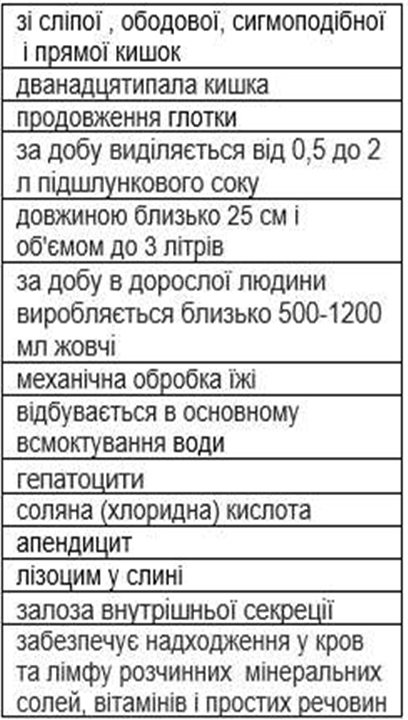 зі сліпої , ободової, сигмоподібної
і прямої кишок
дванадцятипала кишка
продовження глотки
за добу виділяється від 0,5 до 2
л підшлункового соку
довжиною близько 25 см і
об'ємом до 3 літрів
за добу в дорослої людини
виробляється близько 500-1200
мл жовчі
механічна обробка їжі
відбувається в основному
всмоктування води
гепатоцити
соляна (хлоридна) кислота
апендицит
лізоцим у слині
залоза внутрішньої секреції
забезпечує надходження у кров
та лімфу розчинних мінеральних
солей, вітамінів і простих речовин